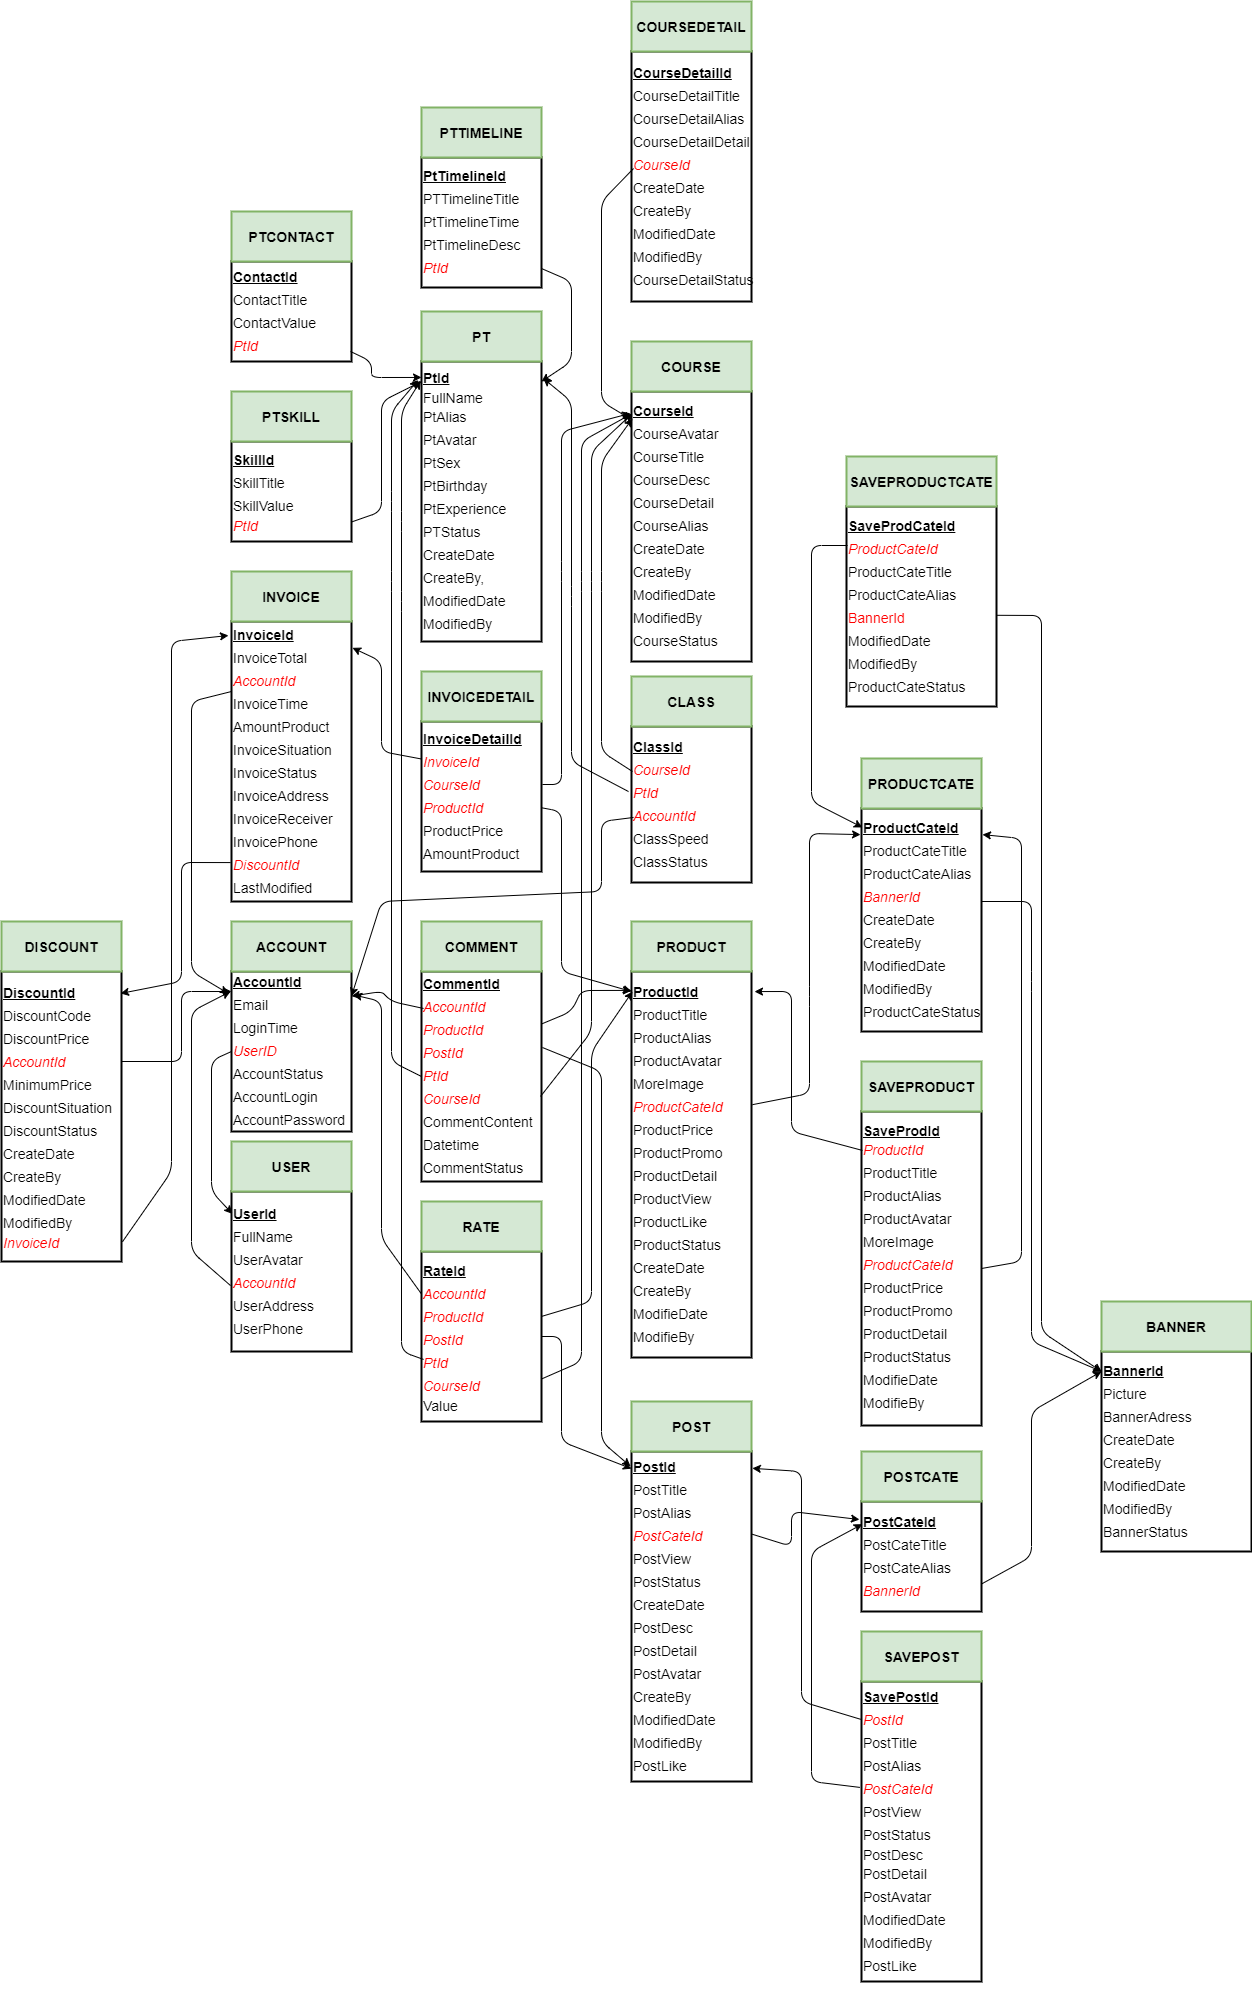 COURSEDETAIL
CourseDetailId
CourseDetailTitle
CourseDetailAlias
CourseDetailDetail
CourseId
CreateDate
CreateBy
ModifiedDate
ModifiedBy
CourseDetailStatus
PTTIMELINE
PtTimelineId
PTTimelineTitle
PtTimelineTime
PtTimelineDesc
PtId
PTCONTACT
ContactId
ContactTitle
ContactValue
PtId
PT
PtId
FullName
PtAlias
PtAvatar
PtSex
PtBirthday
PtExperience
PTStatus
CreateDate
CreateBy,
ModifiedDate
ModifiedBy
COURSE
CourseId
CourseAvatar
CourseTitle
CourseDesc
CourseDetail
CourseAlias
CreateDate
CreateBy
ModifiedDate
ModifiedBy
CourseStatus
PTSKILL
SkillId
SkillTitle
SkillValue
PtId
SAVEPRODUCTCATE
SaveProdCateId
ProductCateId
ProductCateTitle
ProductCateAlias
BannerId
ModifiedDate
ModifiedBy
ProductCateStatus
INVOICE
InvoiceId
InvoiceTotal
AccountId
InvoiceTime
AmountProduct
InvoiceSituation
InvoiceStatus
InvoiceAddress
InvoiceReceiver
InvoicePhone
DiscountId
LastModified
INVOICEDETAIL
InvoiceDetailId
InvoiceId
CourseId
ProductId
ProductPrice
AmountProduct
CLASS
ClassId
CourseId
PtId
AccountId
ClassSpeed
ClassStatus
PRODUCTCATE
ProductCateId
ProductCateTitle
ProductCateAlias
BannerId
CreateDate
CreateBy
ModifiedDate
ModifiedBy
ProductCateStatus
DISCOUNT
DiscountId
DiscountCode
DiscountPrice
AccountId
MinimumPrice
DiscountSituation
DiscountStatus
CreateDate
CreateBy
ModifiedDate
ModifiedBy
InvoiceId
ACCOUNT
AccountId
Email
LoginTime
UserID
AccountStatus
AccountLogin
AccountPassword
COMMENT
CommentId
AccountId
ProductId
PostId
PtId
CourseId
CommentContent
Datetime
CommentStatus
PRODUCT
ProductId
ProductTitle
ProductAlias
ProductAvatar
MoreImage
ProductCateId
ProductPrice
ProductPromo
ProductDetail
ProductView
ProductLike
ProductStatus
CreateDate
CreateBy
ModifieDate
ModifieBy
SAVEPRODUCT
SaveProdId
ProductId
ProductTitle
ProductAlias
ProductAvatar
MoreImage
ProductCateId
ProductPrice
ProductPromo
ProductDetail
ProductStatus
ModifieDate
ModifieBy
USER
UserId
FullName
UserAvatar
AccountId
UserAddress
UserPhone
RATE
RateId
AccountId
ProductId
PostId
PtId
CourseId
Value
BANNER
BannerId
Picture
BannerAdress
CreateDate
CreateBy
ModifiedDate
ModifiedBy
BannerStatus
POST
PostId
PostTitle
PostAlias
PostCateId
PostView
PostStatus
CreateDate
PostDesc
PostDetail
PostAvatar
CreateBy
ModifiedDate
ModifiedBy
PostLike
POSTCATE
PostCateId
PostCateTitle
PostCateAlias
BannerId
SAVEPOST
SavePostId
PostId
PostTitle
PostAlias
PostCateId
PostView
PostStatus
PostDesc
PostDetail
PostAvatar
ModifiedDate
ModifiedBy
PostLike